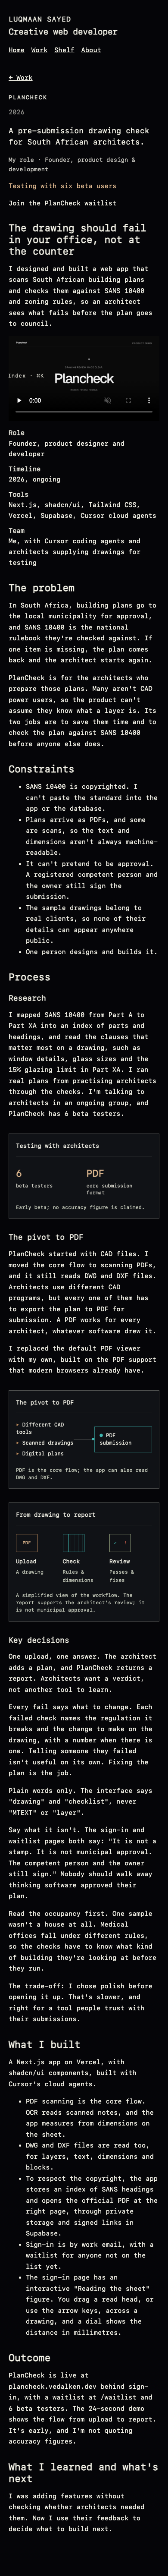 LUQMAAN SAYED
Creative web developer
Home Work Shelf About
← Work
PLANCHECK
2026
A pre-submission drawing check
for South African architects.
My role · Founder, product design &
development
Testing with six beta users
Join the PlanCheck waitlist
The drawing should fail
in your office, not at
the counter
I designed and built a web app that
scans South African building plans
and checks them against SANS 10400
and zoning rules, so an architect
sees what fails before the plan goes
to council.
Index · ⌘K
Plancheck
0:00
Role
Founder, product designer and
developer
Timeline
2026, ongoing
Tools
Next.js, shadcn/ui, Tailwind CSS,
Vercel, Supabase, Cursor cloud agents
Team
Me, with Cursor coding agents and
architects supplying drawings for
testing
The problem
In South Africa, building plans go to
the local municipality for approval,
and SANS 10400 is the national
rulebook they're checked against. If
one item is missing, the plan comes
back and the architect starts again.
PlanCheck is for the architects who
prepare those plans. Many aren't CAD
power users, so the product can't
assume they know what a layer is. Its
two jobs are to save them time and to
check the plan against SANS 10400
before anyone else does.
Constraints
• SANS 10400 is copyrighted. I
can't paste the standard into the
app or the database.
• Plans arrive as PDFs, and some
are scans, so the text and
dimensions aren't always machine-
readable.
• It can't pretend to be approval.
A registered competent person and
the owner still sign the
submission.
• The sample drawings belong to
real clients, so none of their
details can appear anywhere
public.
• One person designs and builds it.
Process
Research
I mapped SANS 10400 from Part A to
Part XA into an index of parts and
headings, and read the clauses that
matter most on a drawing, such as
window details, glass sizes and the
15% glazing limit in Part XA. I ran
real plans from practising architects
through the checks. I'm talking to
architects in an ongoing group, and
PlanCheck has 6 beta testers.
Testing with architects
6
beta testers
PDF
core submission
format
Early beta; no accuracy figure is claimed.
The pivot to PDF
PlanCheck started with CAD files. I
moved the core flow to scanning PDFs,
and it still reads DWG and DXF files.
Architects use different CAD
programs, but every one of them has
to export the plan to PDF for
submission. A PDF works for every
architect, whatever software drew it.
I replaced the default PDF viewer
with my own, built on the PDF support
that modern browsers already have.
The pivot to PDF
Different CAD
tools
Scanned drawings
Digital plans
PDF
submission
PDF is the core flow; the app can also read
DWG and DXF.
From drawing to report
PDF
Upload
A drawing
Check
Rules &
dimensions
Review
Passes &
fixes
A simplified view of the workflow. The
report supports the architect's review; it
is not municipal approval.
Key decisions
One upload, one answer. The architect
adds a plan, and PlanCheck returns a
report. Architects want a verdict,
not another tool to learn.
Every fail says what to change. Each
failed check names the regulation it
breaks and the change to make on the
drawing, with a number when there is
one. Telling someone they failed
isn't useful on its own. Fixing the
plan is the job.
Plain words only. The interface says
"drawing" and "checklist", never
"MTEXT" or "layer".
Say what it isn't. The sign-in and
waitlist pages both say: "It is not a
stamp. It is not municipal approval.
The competent person and the owner
still sign." Nobody should walk away
thinking software approved their
plan.
Read the occupancy first. One sample
wasn't a house at all. Medical
offices fall under different rules,
so the checks have to know what kind
of building they're looking at before
they run.
The trade-off: I chose polish before
opening it up. That's slower, and
right for a tool people trust with
their submissions.
What I built
A Next.js app on Vercel, with
shadcn/ui components, built with
Cursor's cloud agents.
• PDF scanning is the core flow.
OCR reads scanned notes, and the
app measures from dimensions on
the sheet.
• DWG and DXF files are read too,
for layers, text, dimensions and
blocks.
• To respect the copyright, the app
stores an index of SANS headings
and opens the official PDF at the
right page, through private
storage and signed links in
Supabase.
• Sign-in is by work email, with a
waitlist for anyone not on the
list yet.
• The sign-in page has an
interactive "Reading the sheet"
figure. You drag a read head, or
use the arrow keys, across a
drawing, and a dial shows the
distance in millimetres.
Outcome
PlanCheck is live at
plancheck.vedalken.dev behind sign-
in, with a waitlist at /waitlist and
6 beta testers. The 24-second demo
shows the flow from upload to report.
It's early, and I'm not quoting
accuracy figures.
What I learned and what's
next
I was adding features without
checking whether architects needed
them. Now I use their feedback to
decide what to build next.